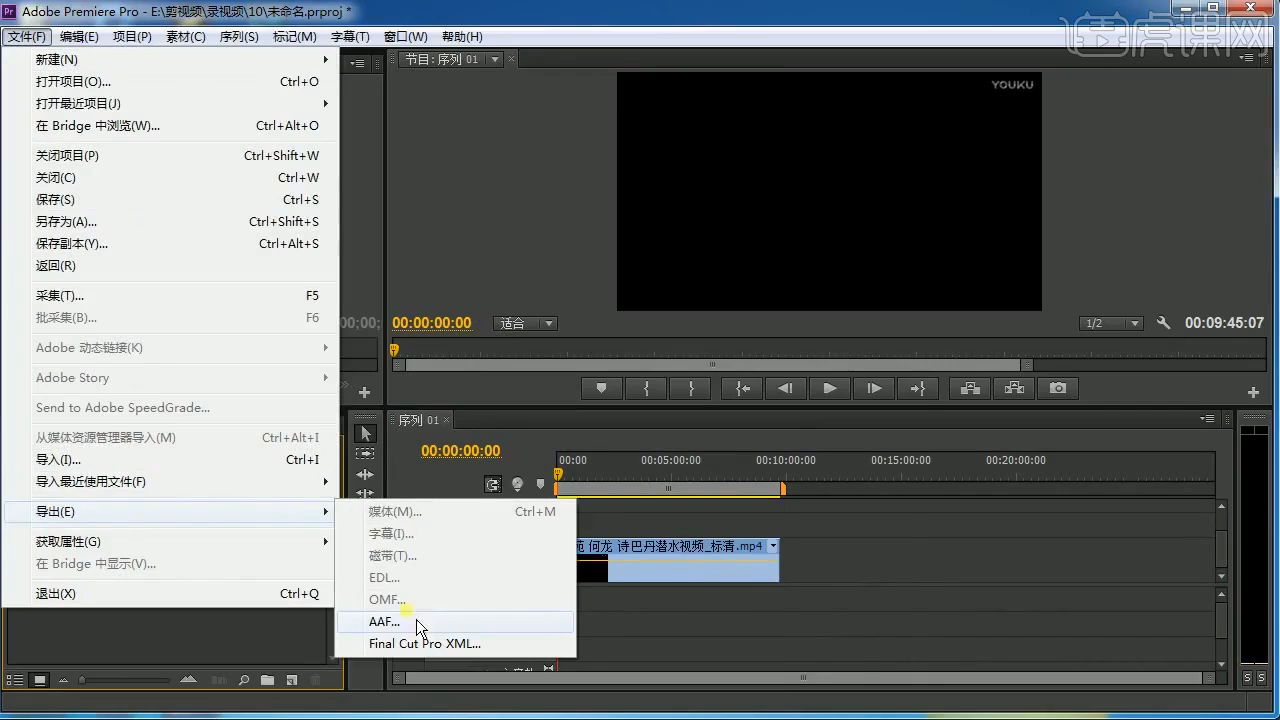 Pr Adobe Premiere Pro - E:\剪视频\录视频\10\未命名.prproj *
文件(F) 编辑(E) 项目(P) 素材(C) 序列(S) 标记(M) 字幕(T) 窗口(W) 帮助(H)
虎课网
新建(N)
打开项目(O)... Ctrl+O
打开最近项目(J)
在 Bridge 中浏览(W)... Ctrl+Alt+O
关闭项目(P) Ctrl+Shift+W
关闭(C) Ctrl+W
保存(S) Ctrl+S
另存为(A)... Ctrl+Shift+S
保存副本(Y)... Ctrl+Alt+S
返回(R)
采集(T)... F5
批采集(B)... F6
Adobe 动态链接(K)
Adobe Story
Send to Adobe SpeedGrade...
从媒体资源管理器导入(M) Ctrl+Alt+I
导入(I)... Ctrl+I
导入最近使用文件(F)
导出(E)
获取属性(G)
在 Bridge 中显示(V)...
退出(X) Ctrl+Q
媒体(M)... Ctrl+M
字幕(I)...
磁带(T)...
EDL...
OMF...
AAF...
Final Cut Pro XML...
节目: 序列 01
YOUKU
00:00:00:00 适合 1/2 00:09:45:07
序列 01
00:00:00:00
00:00 00:05:00:00 00:10:00:00 00:15:00:00 00:20:00:00
何龙 诗巴丹潜水视频_标清.mp4
S S